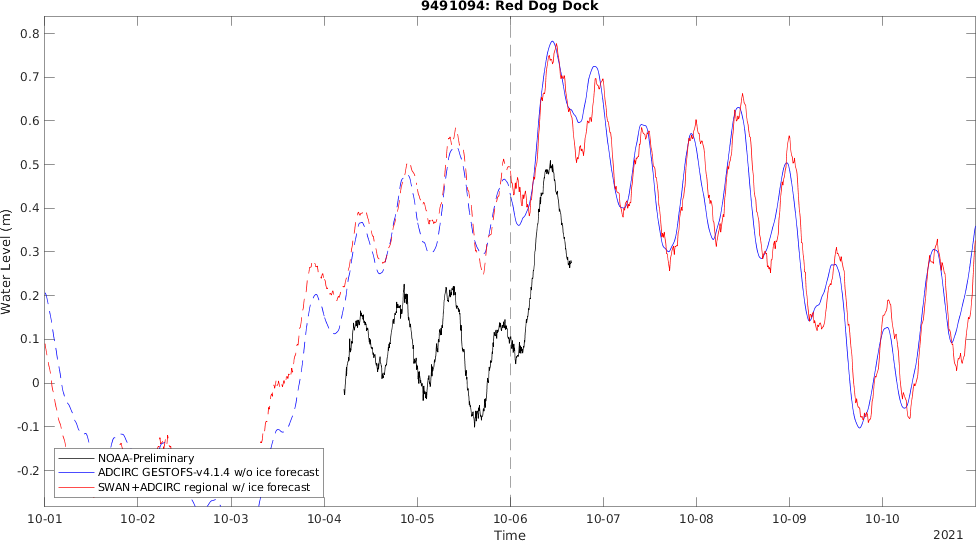 9491094: Red Dog Dock
0.8
0.7
0.6
0.5
0.4
0.3
0.2
0.1
0
-0.1
-0.2
Water Level (m)
NOAA-Preliminary
ADCIRC GESTOFS-v4.1.4 w/o ice forecast
SWAN+ADCIRC regional w/ ice forecast
10-01 10-02 10-03 10-04 10-05 10-06 10-07 10-08 10-09 10-10
Time
2021